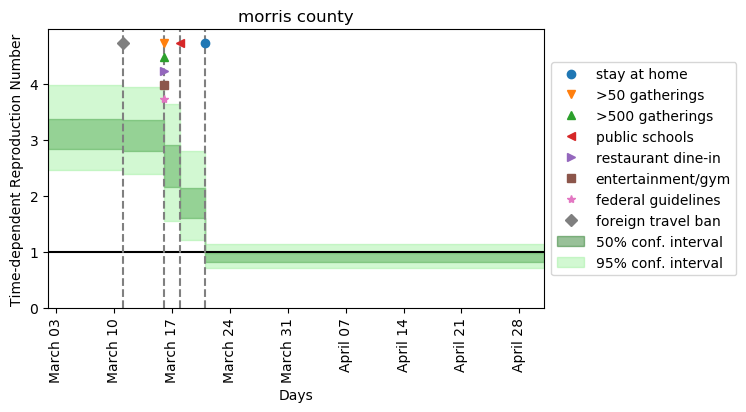 morris county
Time-dependent Reproduction Number
4
3
2
1
0
March 03
March 10
March 17
March 24
March 31
April 07
April 14
April 21
April 28
Days
stay at home
>50 gatherings
>500 gatherings
public schools
restaurant dine-in
entertainment/gym
federal guidelines
foreign travel ban
50% conf. interval
95% conf. interval